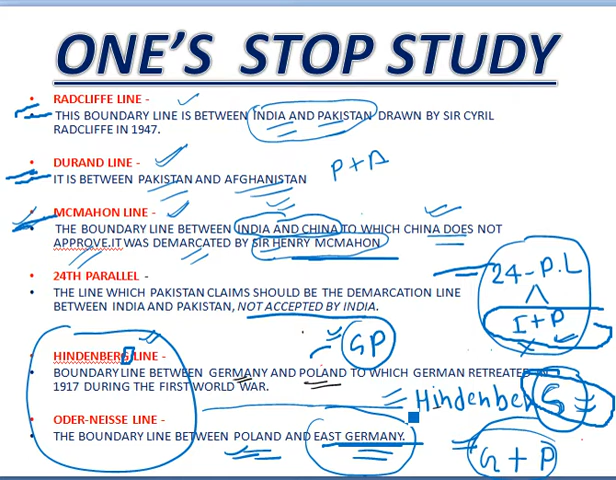 ONE'S STOP STUDY
• RADCLIFFE LINE -
• THIS BOUNDARY LINE IS BETWEEN INDIA AND PAKISTAN DRAWN BY SIR CYRIL
RADCLIFFE IN 1947.
• DURAND LINE -
• IT IS BETWEEN PAKISTAN AND AFGHANISTAN
P + A
• MCMAHON LINE -
• THE BOUNDARY LINE BETWEEN INDIA AND CHINA TO WHICH CHINA DOES NOT
APPROVE.IT WAS DEMARCATED BY SIR HENRY MCMAHON
• 24TH PARALLEL -
24-P.L
• THE LINE WHICH PAKISTAN CLAIMS SHOULD BE THE DEMARCATION LINE
BETWEEN INDIA AND PAKISTAN, NOT ACCEPTED BY INDIA.
I + P
GP
• HINDENBERG LINE -
• BOUNDARY LINE BETWEEN GERMANY AND POLAND TO WHICH GERMAN RETREATED
1917 DURING THE FIRST WORLD WAR.
Hindenbe
G
• ODER-NEISSE LINE -
• THE BOUNDARY LINE BETWEEN POLAND AND EAST GERMANY.
G + P